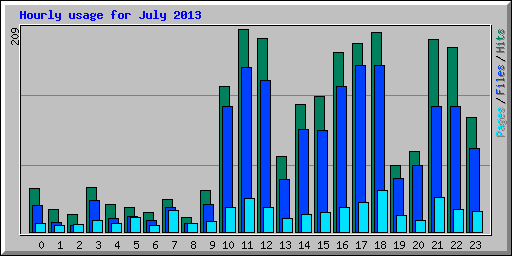 Hourly usage for July 2013
209
Pages/Files/Hits
0 1 2 3 4 5 6 7 8 9 10 11 12 13 14 15 16 17 18 19 20 21 22 23